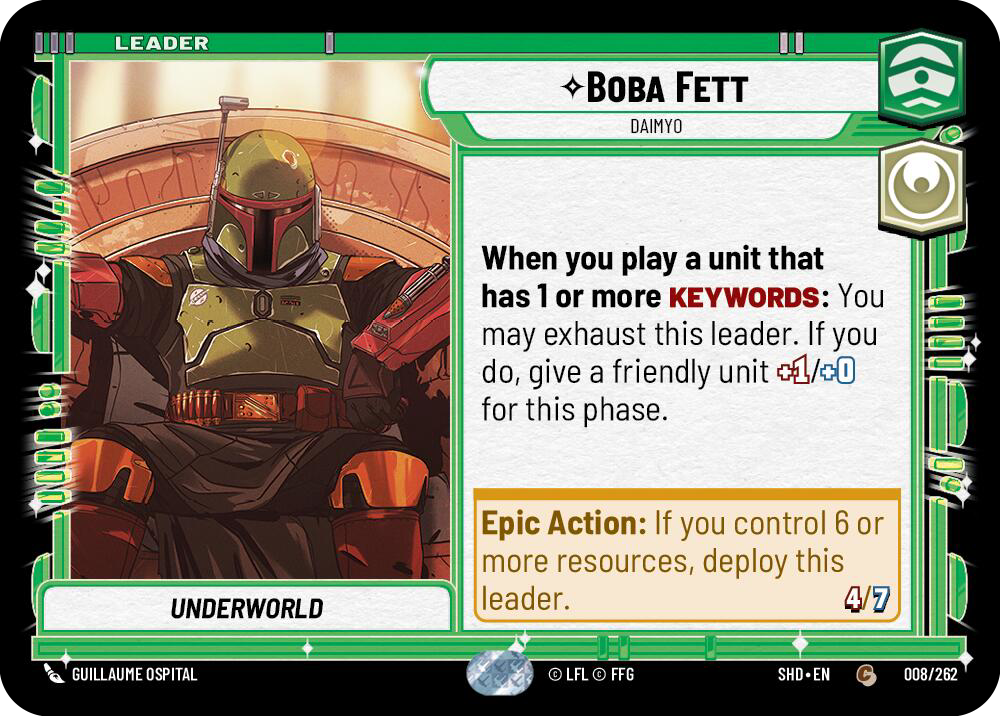 LEADER
BOBA FETT
DAIMYO
When you play a unit that
has 1 or more KEYWORDS: You
may exhaust this leader. If you
do, give a friendly unit +1/+0
for this phase.
Epic Action: If you control 6 or
more resources, deploy this
leader.
4/7
UNDERWORLD
GUILLAUME OSPITAL
© LFL © FFG
SHD•EN
C
008/262